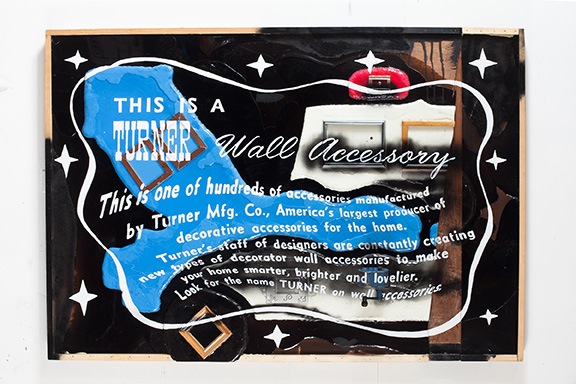 THIS IS A
TURNER Wall Accessory
This is one of hundreds of accessories manufactured
by Turner Mfg. Co., America's largest producer of
decorative accessories for the home.
Turner's staff of designers are constantly creating
new types of decorator wall accessories to make
your home smarter, brighter and lovelier.
Look for the name TURNER on wall accessories.